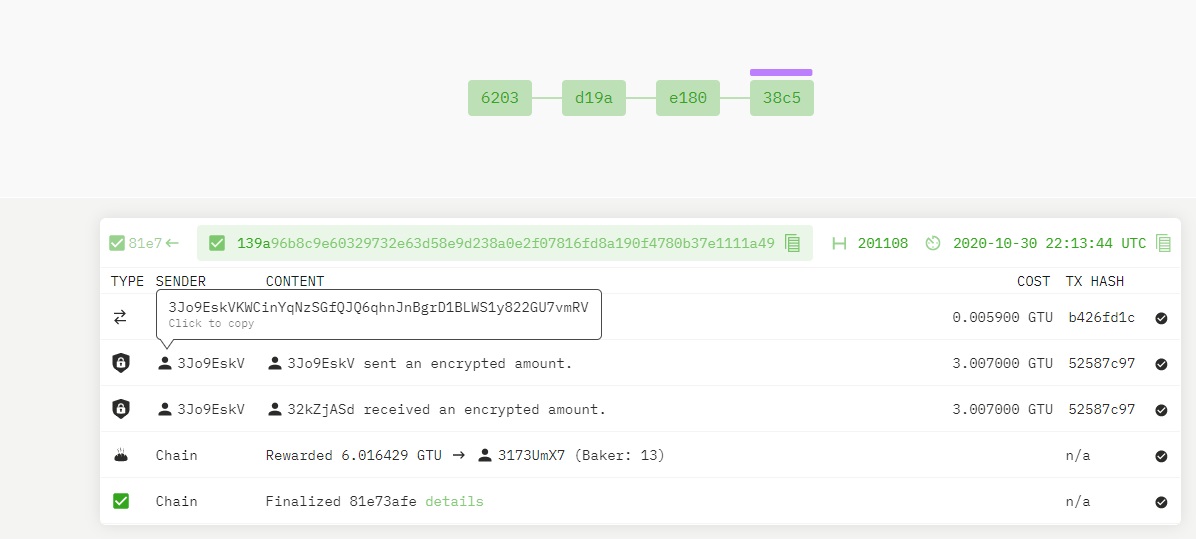 6203 d19a e180 38c5
81e7 139a96b8c9e60329732e63d58e9d238a0e2f07816fd8a190f4780b37e1111a49 201108 2020-10-30 22:13:44 UTC
TYPE SENDER CONTENT COST TX HASH
3Jo9EskVKWCinYqNzSGfQJQ6qhnJnBgrD1BLWS1y822GU7vmRV
Click to copy
0.005900 GTU b426fd1c
3Jo9EskV 3Jo9EskV sent an encrypted amount. 3.007000 GTU 52587c97
3Jo9EskV 32kZjASd received an encrypted amount. 3.007000 GTU 52587c97
Chain Rewarded 6.016429 GTU → 3173UmX7 (Baker: 13) n/a
Chain Finalized 81e73afe details n/a